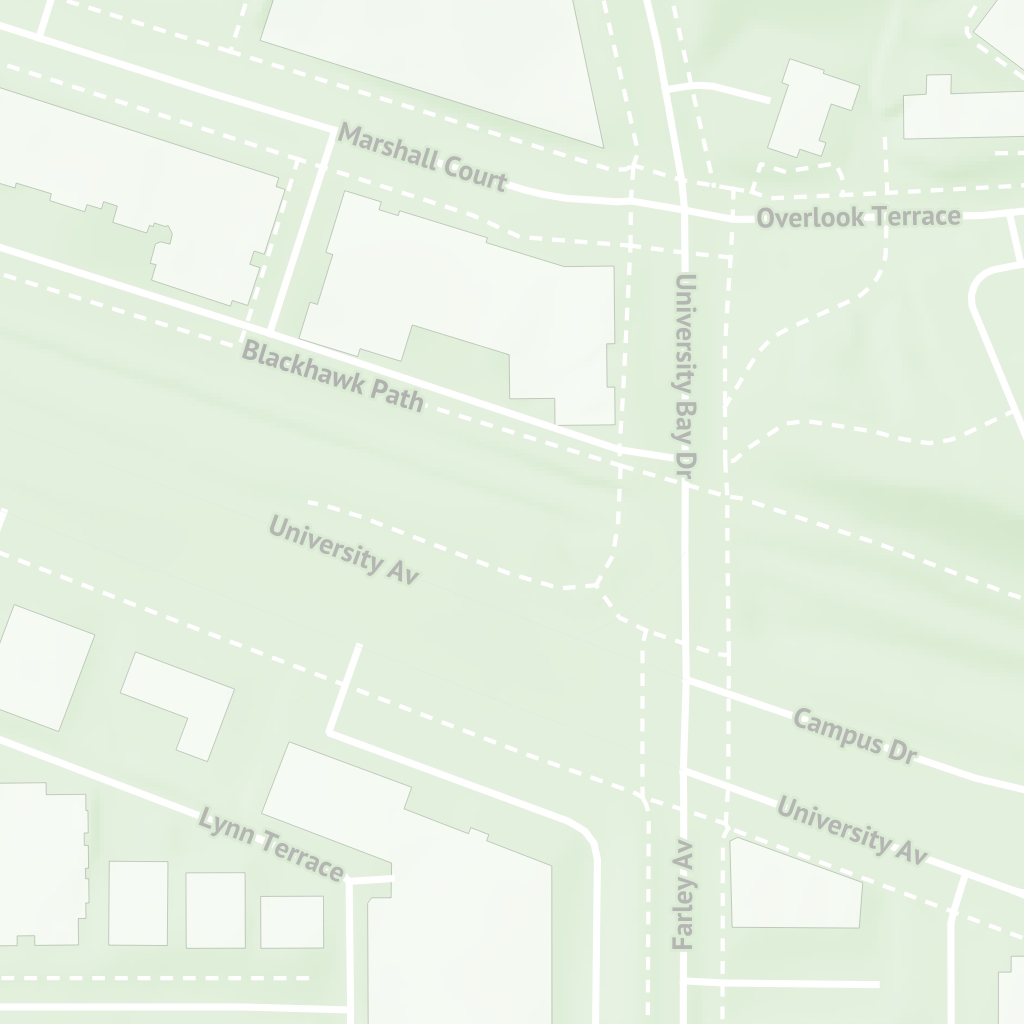 Marshall Court
Overlook Terrace
University Bay Dr
Blackhawk Path
University Av
Campus Dr
University Av
Lynn Terrace
Farley Av